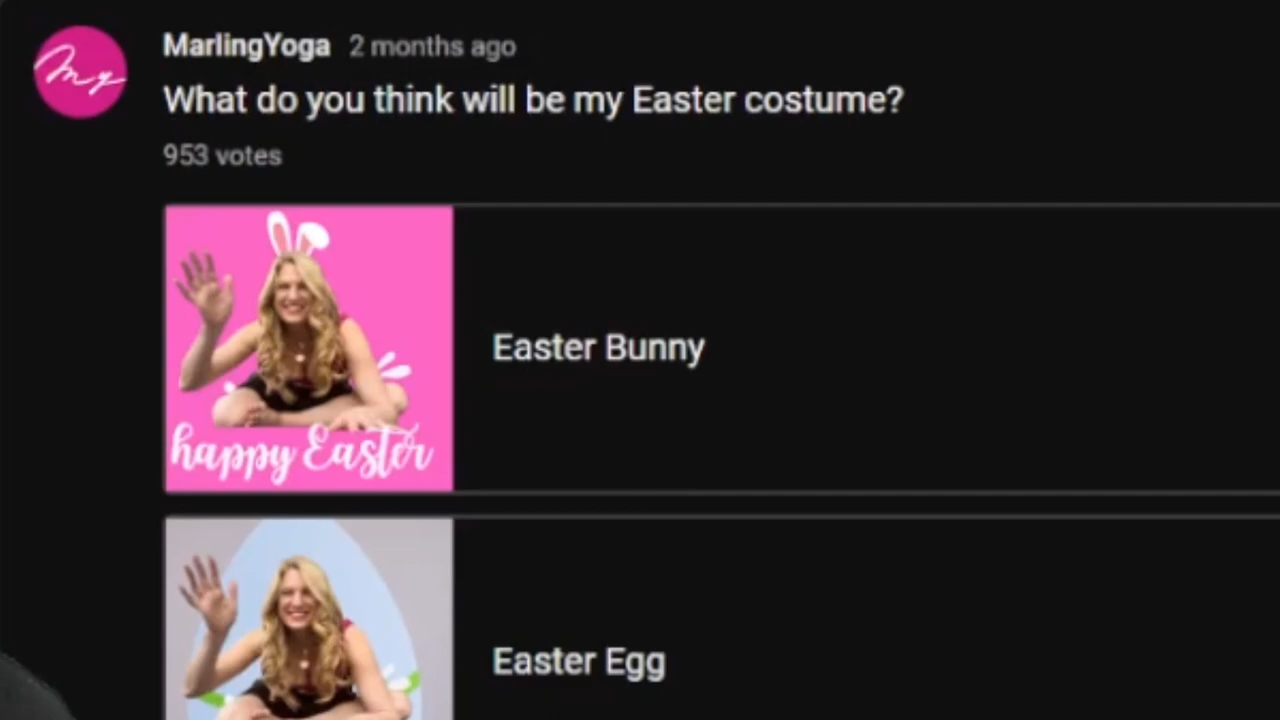 My
MarlingYoga 2 months ago
What do you think will be my Easter costume?
953 votes
Easter Bunny
happy Easter
Easter Egg